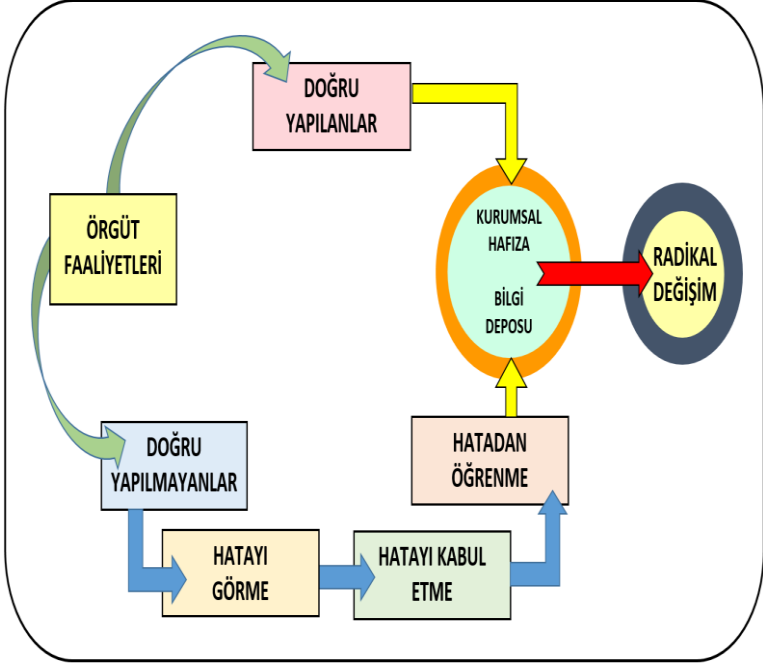 DOĞRU
YAPILANLAR
ÖRGÜT
FAALİYETLERİ
KURUMSAL
HAFIZA
BİLGİ
DEPOSU
RADİKAL
DEĞİŞİM
DOĞRU
YAPILMAYANLAR
HATAYI
GÖRME
HATAYI KABUL
ETME
HATADAN
ÖĞRENME